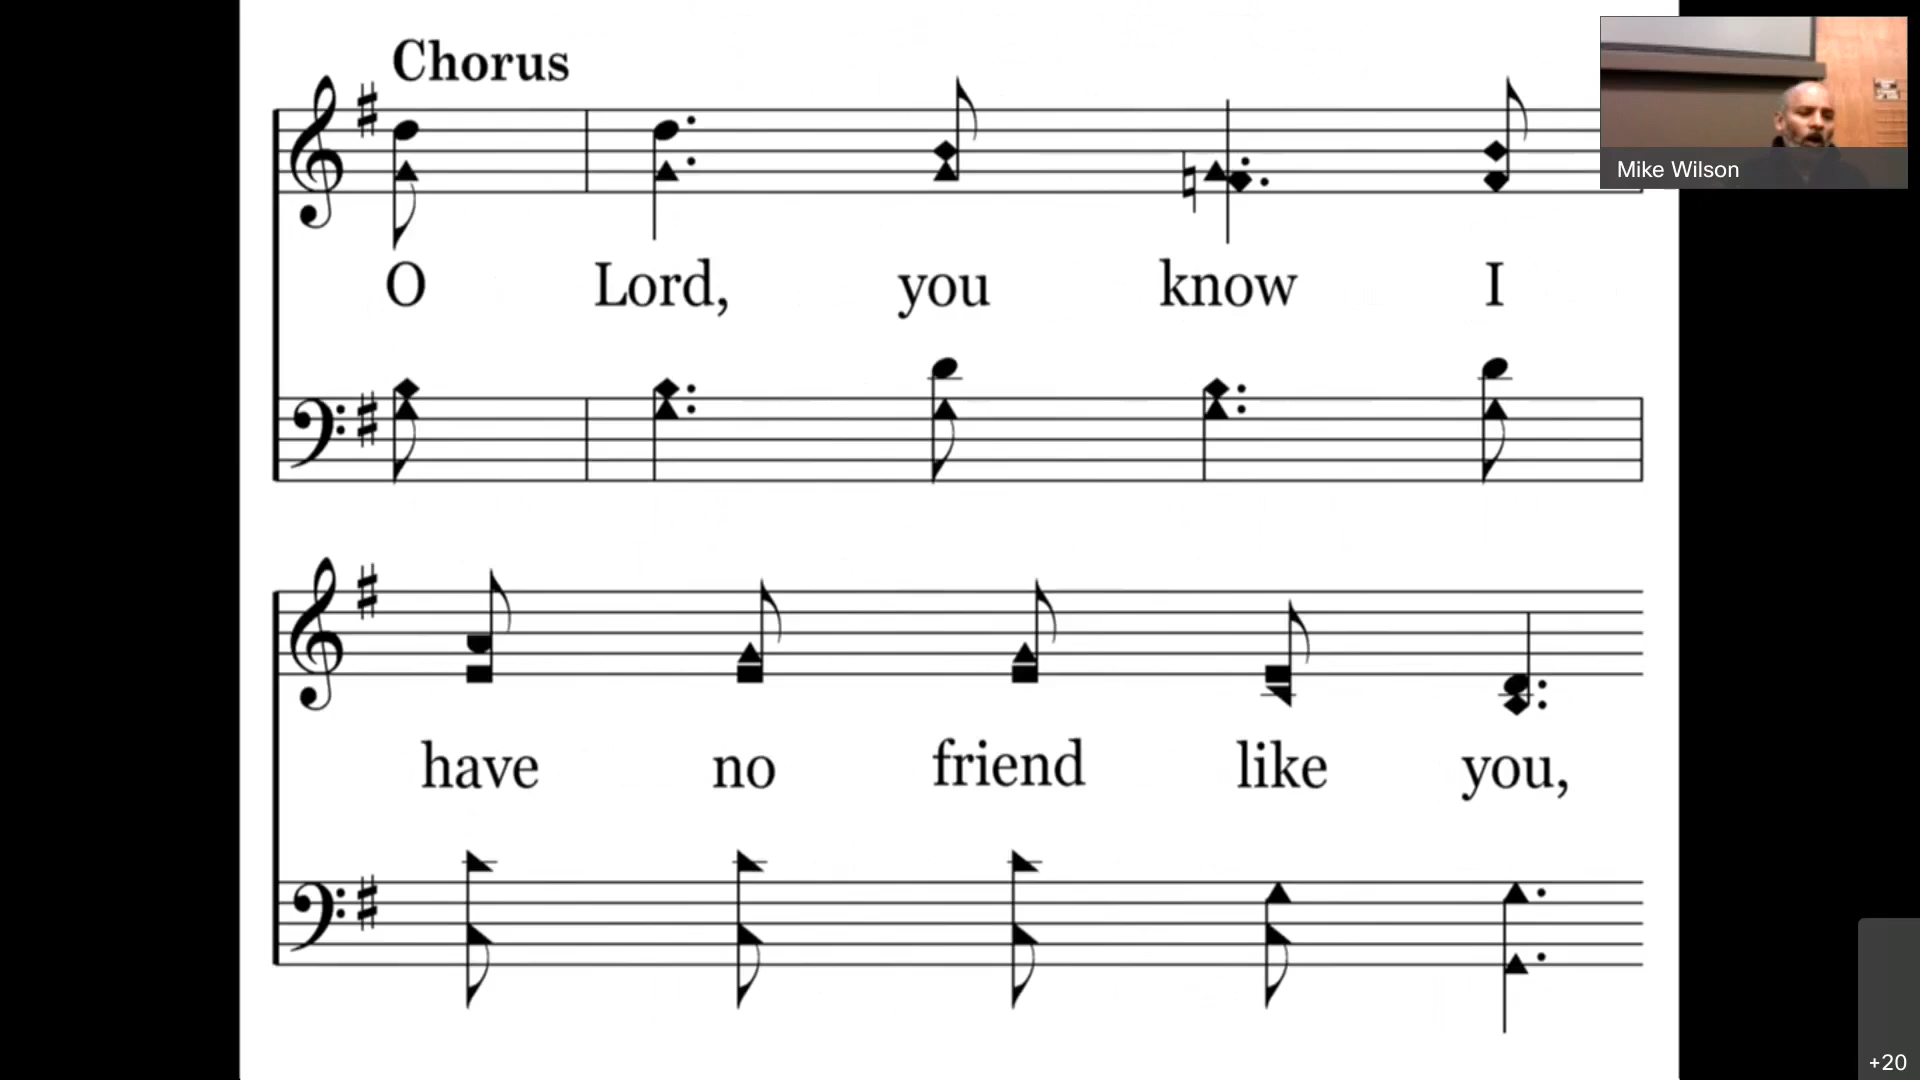 Chorus
O Lord, you know I
have no friend like you,
Mike Wilson
+20